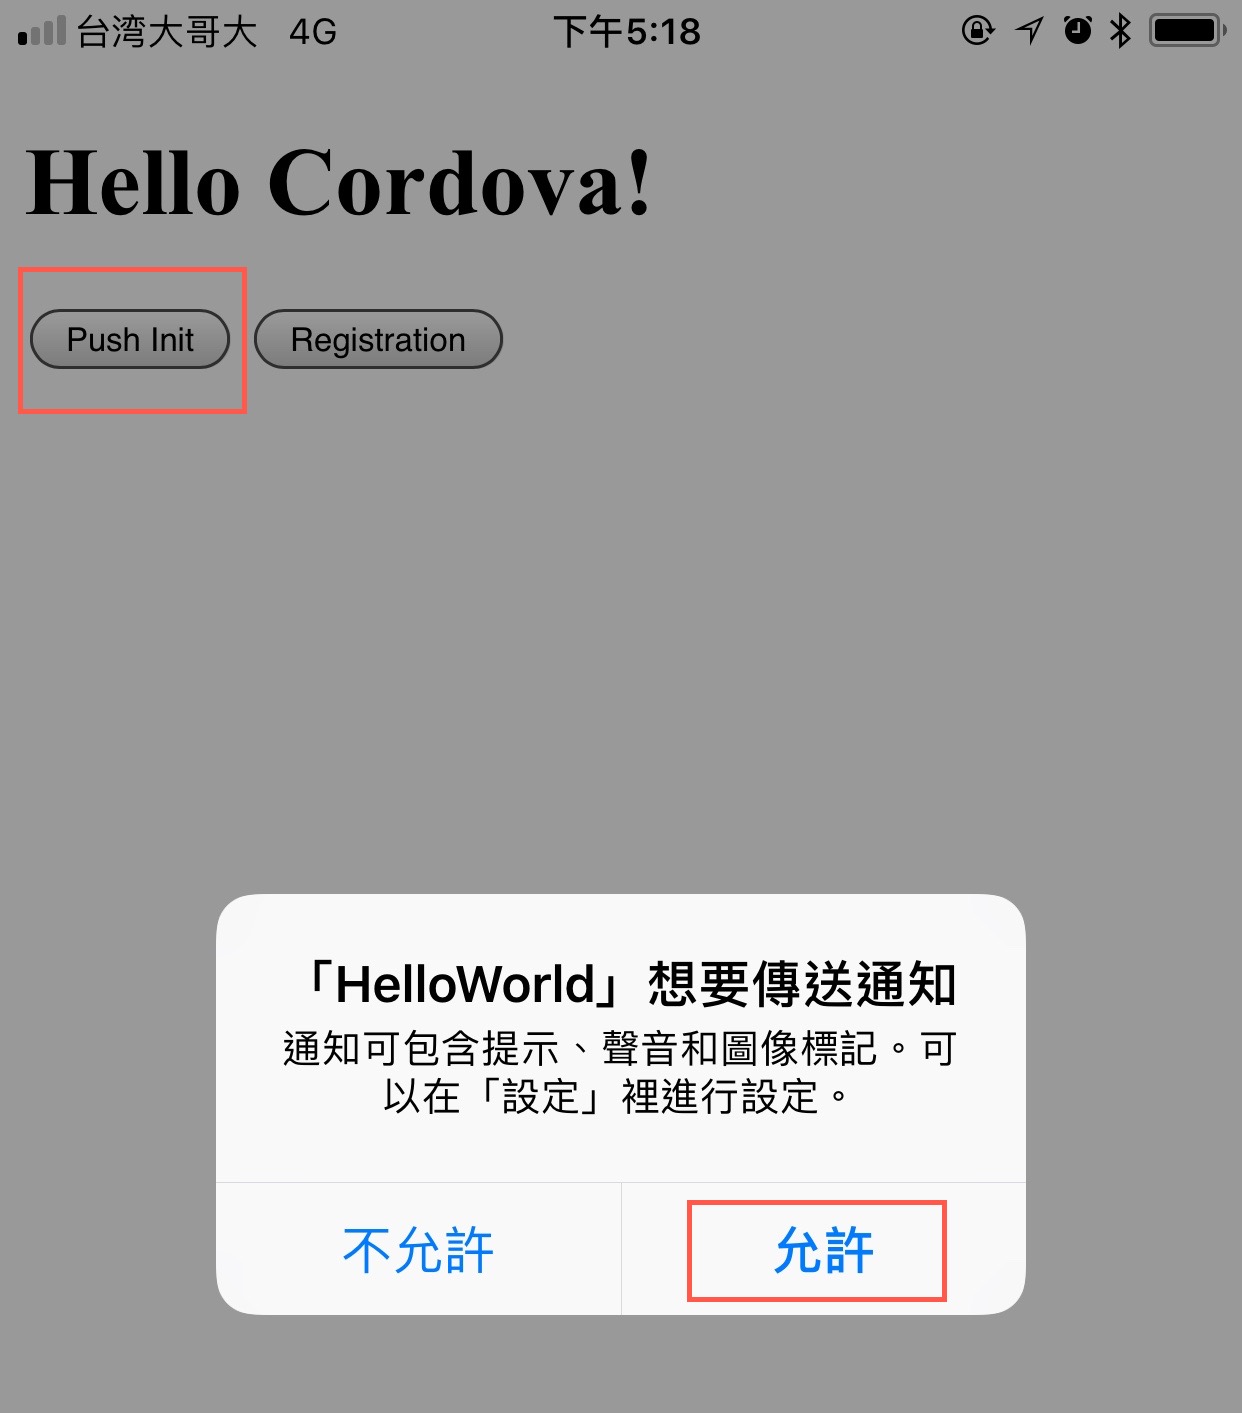 台湾大哥大 4G 下午5:18
Hello Cordova!
Push Init Registration
「HelloWorld」想要傳送通知
通知可包含提示、聲音和圖像標記。可
以在「設定」裡進行設定。
不允許 允許